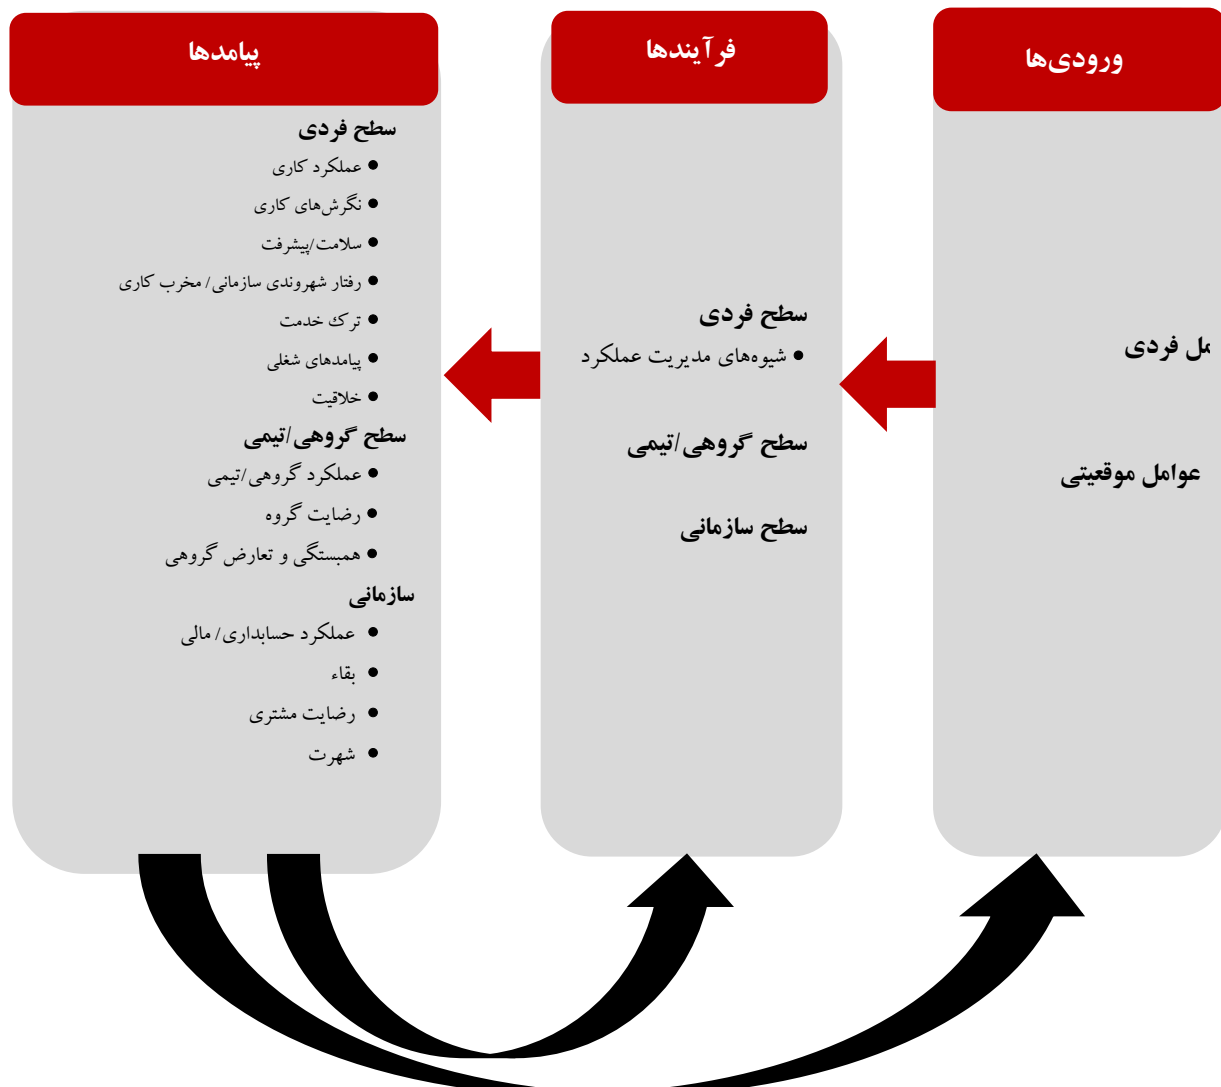 ورودی‌ها
مل فردی
عوامل موقعیتی
فرآیندها
سطح فردی
• شیوه‌های مدیریت عملکرد
سطح گروهی/تیمی
سطح سازمانی
پیامدها
سطح فردی
• عملکرد کاری
• نگرش‌های کاری
• سلامت/پیشرفت
• رفتار شهروندی سازمانی/ مخرب کاری
• ترک خدمت
• پیامدهای شغلی
• خلاقیت
سطح گروهی/تیمی
• عملکرد گروهی/تیمی
• رضایت گروه
• همبستگی و تعارض گروهی
سازمانی
• عملکرد حسابداری/ مالی
• بقاء
• رضایت مشتری
• شهرت